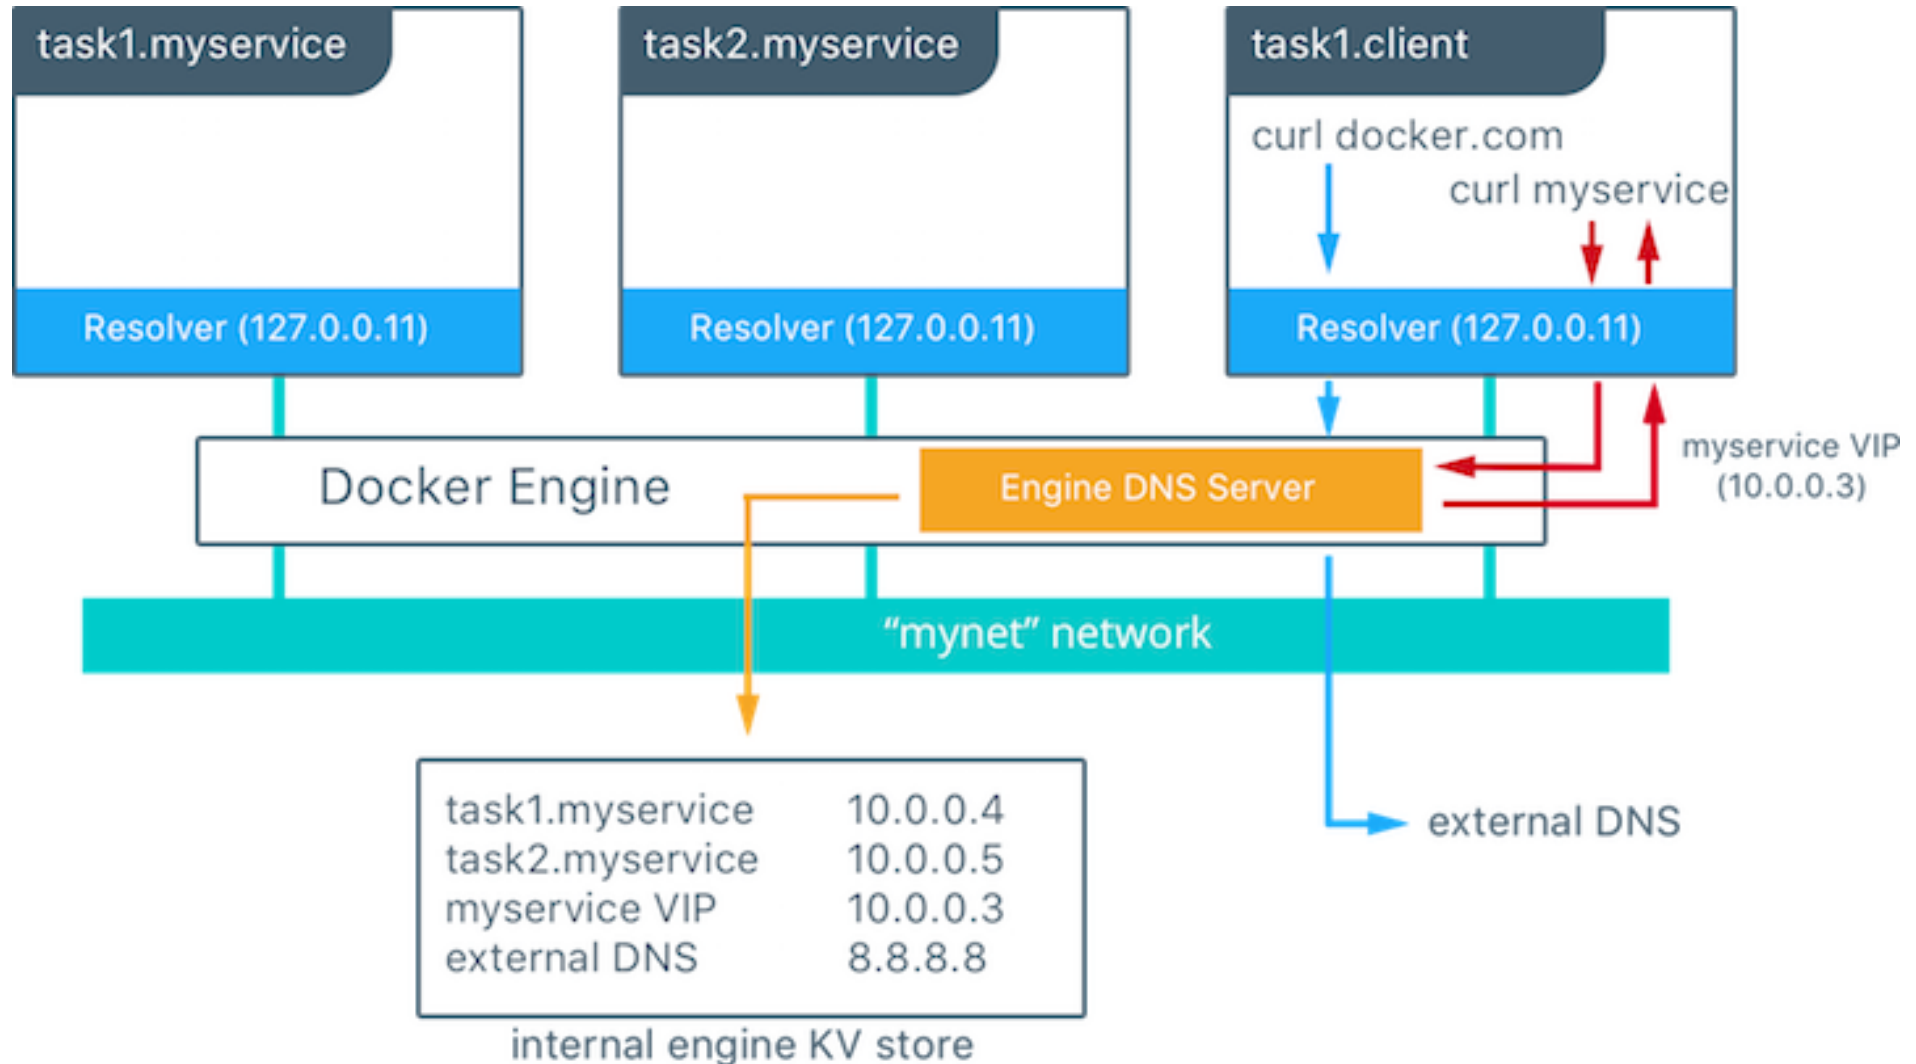 task1.myservice
task2.myservice
task1.client
curl docker.com
curl myservice
Resolver (127.0.0.11)
Resolver (127.0.0.11)
Resolver (127.0.0.11)
Docker Engine
Engine DNS Server
myservice VIP
(10.0.0.3)
“mynet” network
task1.myservice 10.0.0.4
task2.myservice 10.0.0.5
myservice VIP 10.0.0.3
external DNS 8.8.8.8
external DNS
internal engine KV store